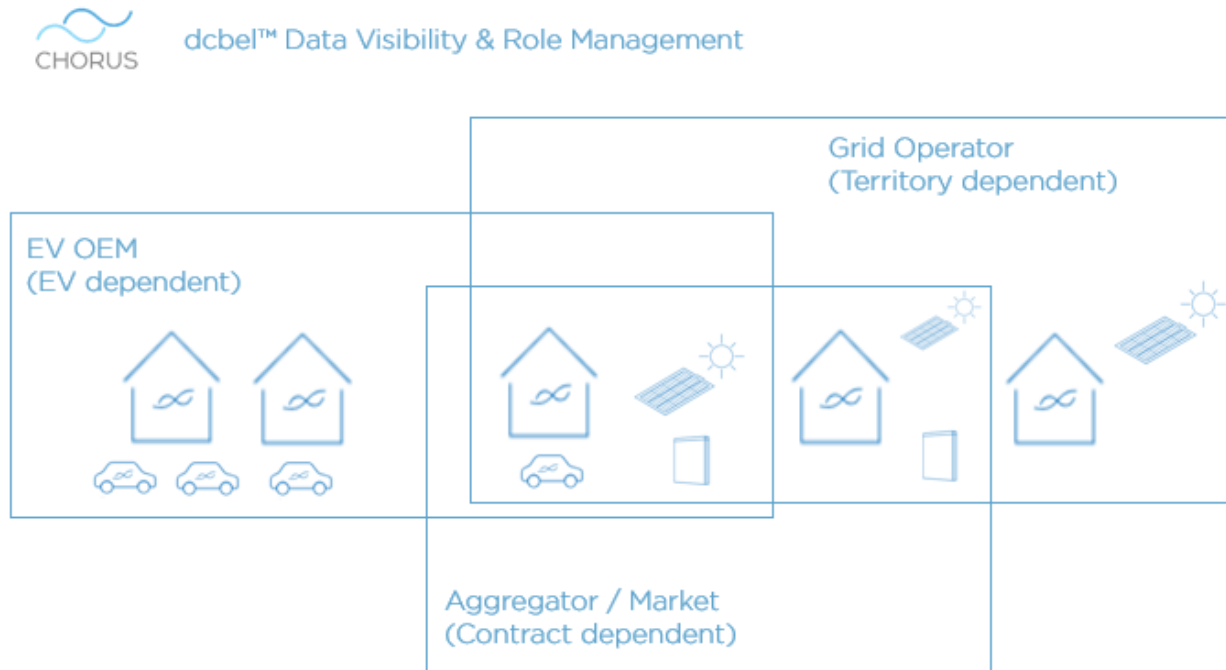 CHORUS
dcbel™ Data Visibility & Role Management
Grid Operator
(Territory dependent)
EV OEM
(EV dependent)
Aggregator / Market
(Contract dependent)